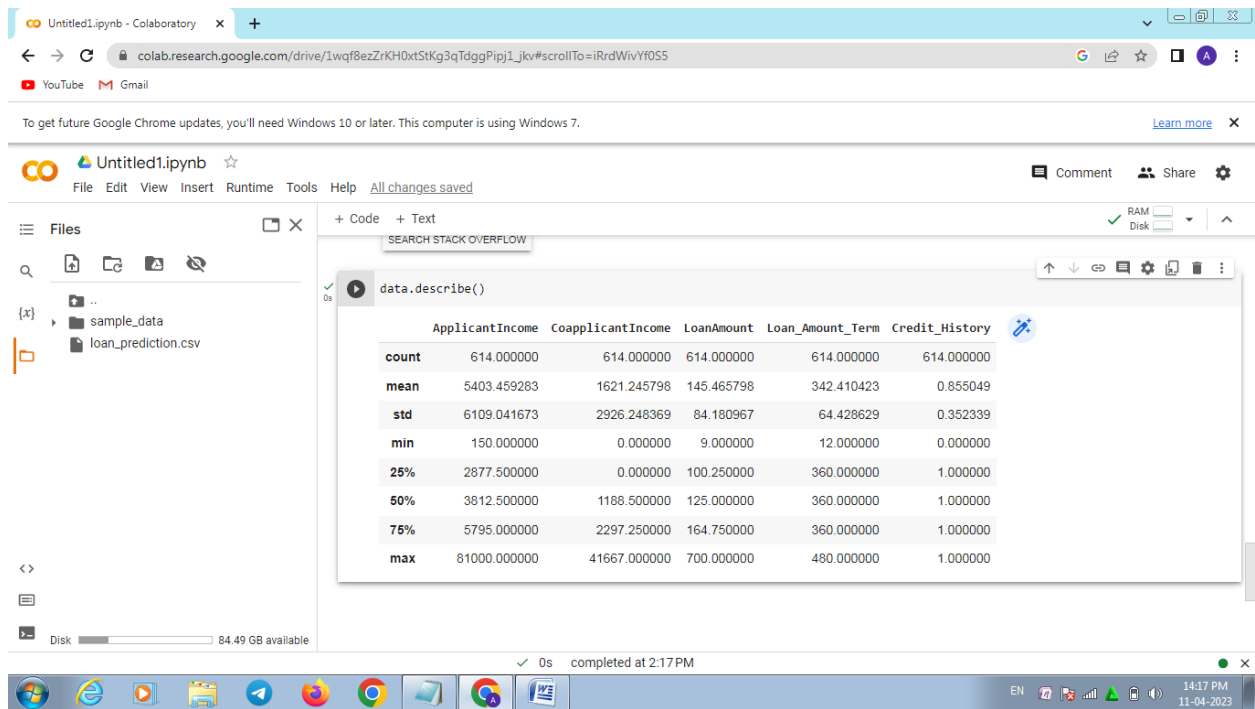 Untitled1.ipynb - Colaboratory
colab.research.google.com/drive/1wqf8ezZrKH0xtStKg3qTdggPipj1_jkv#scrollTo=iRrdWivYf0S5
G A
YouTube Gmail
To get future Google Chrome updates, you'll need Windows 10 or later. This computer is using Windows 7. Learn more
Untitled1.ipynb
Comment Share
File Edit View Insert Runtime Tools Help All changes saved
Files
+ Code + Text
RAM
Disk
SEARCH STACK OVERFLOW
..
sample_data
loan_prediction.csv
{x}
0s
data.describe()
ApplicantIncome CoapplicantIncome LoanAmount Loan_Amount_Term Credit_History
count 614.000000 614.000000 614.000000 614.000000 614.000000
mean 5403.459283 1621.245798 145.465798 342.410423 0.855049
std 6109.041673 2926.248369 84.180967 64.428629 0.352339
min 150.000000 0.000000 9.000000 12.000000 0.000000
25% 2877.500000 0.000000 100.250000 360.000000 1.000000
50% 3812.500000 1188.500000 125.000000 360.000000 1.000000
75% 5795.000000 2297.250000 164.750000 360.000000 1.000000
max 81000.000000 41667.000000 700.000000 480.000000 1.000000
Disk 84.49 GB available
0s completed at 2:17 PM
EN
14:17 PM
11-04-2023